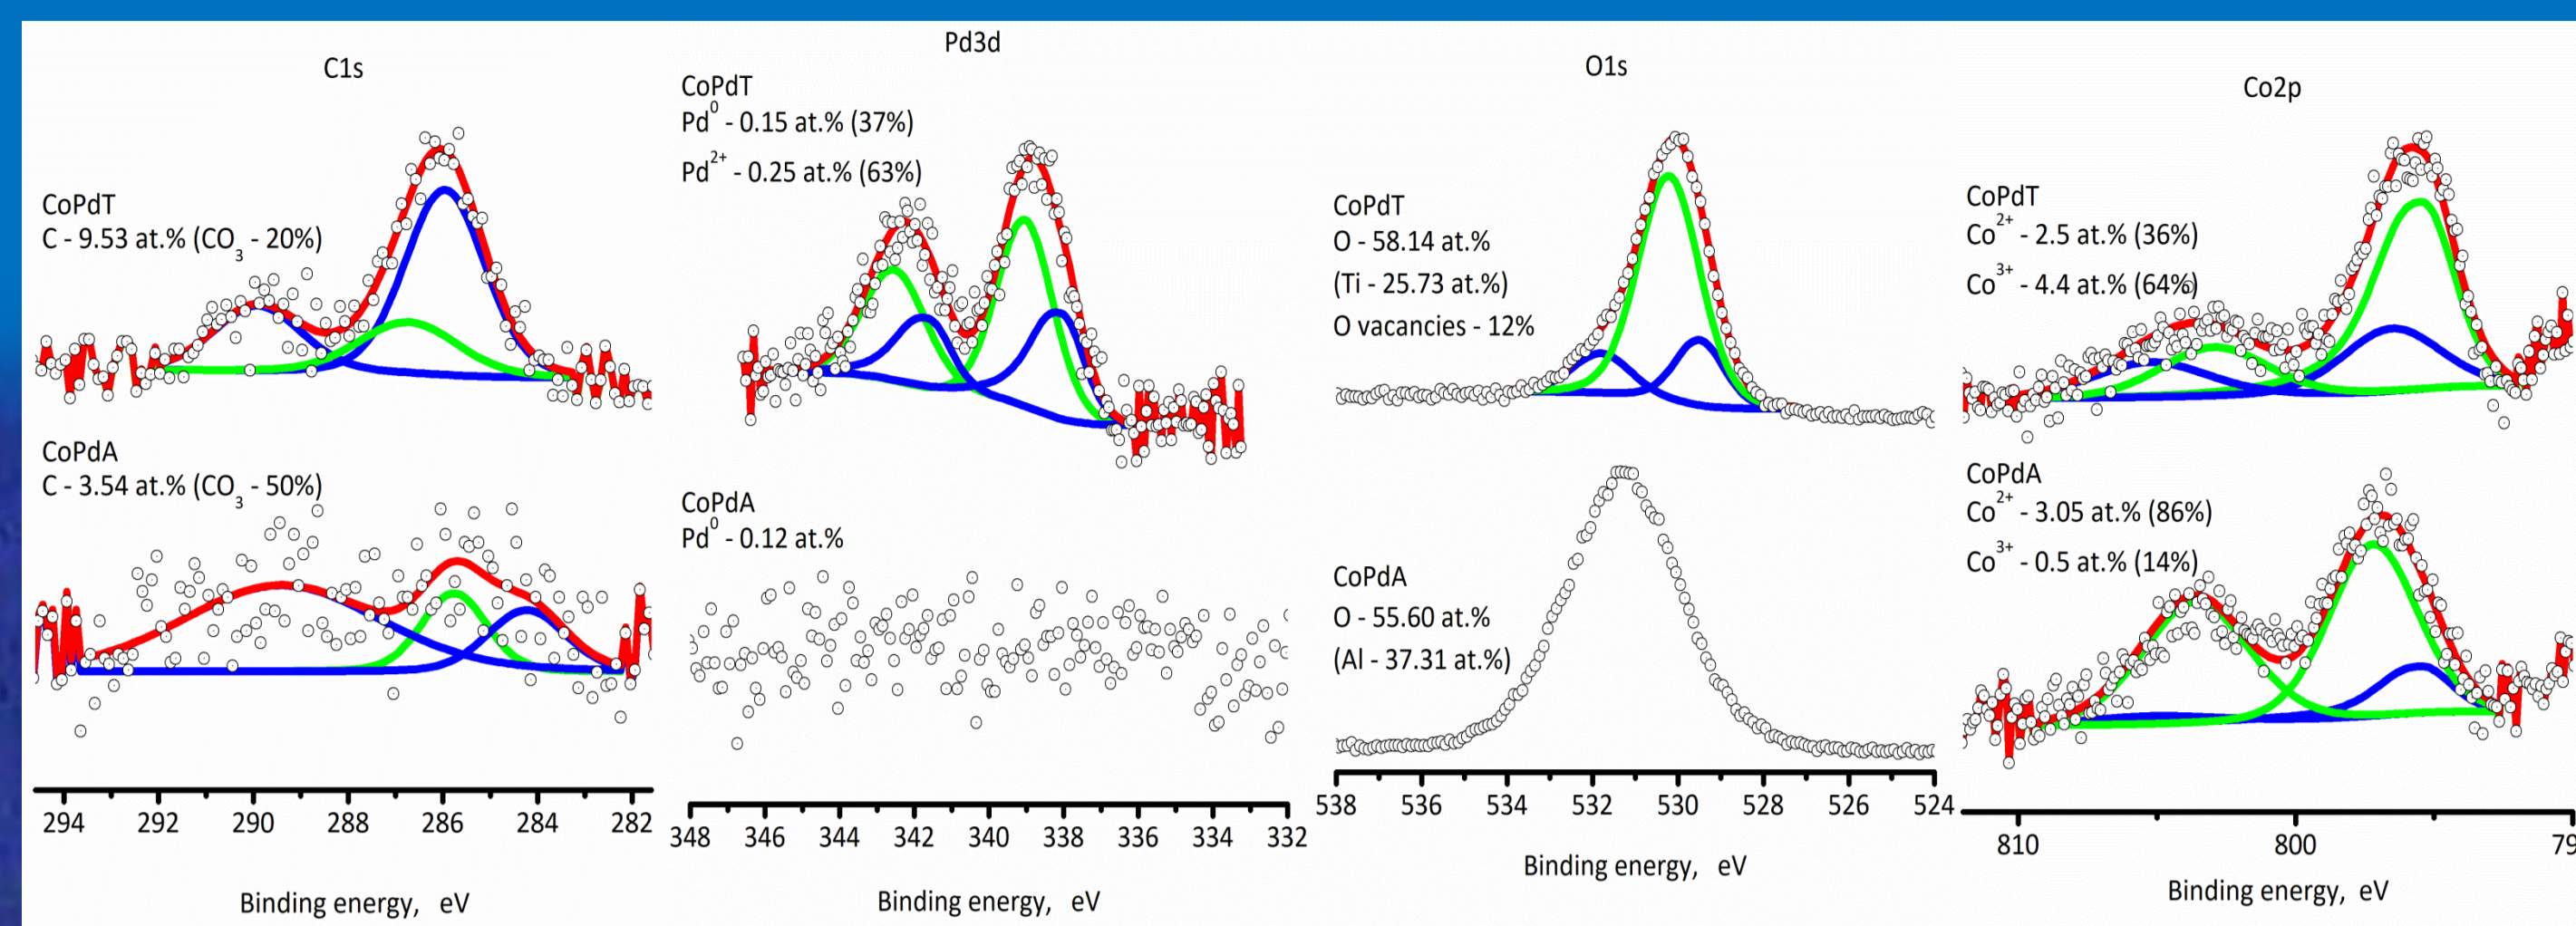 C1s
CoPdT
C - 9.53 at.% (CO₃ - 20%)
CoPdA
C - 3.54 at.% (CO₃ - 50%)
294 292 290 288 286 284 282
Binding energy, eV
Pd3d
CoPdT
Pd⁰ - 0.15 at.% (37%)
Pd²⁺ - 0.25 at.% (63%)
CoPdA
Pd⁰ - 0.12 at.%
348 346 344 342 340 338 336 334 332
Binding energy, eV
O1s
CoPdT
O - 58.14 at.%
(Ti - 25.73 at.%)
O vacancies - 12%
CoPdA
O - 55.60 at.%
(Al - 37.31 at.%)
538 536 534 532 530 528 526 524
Binding energy, eV
Co2p
CoPdT
Co²⁺ - 2.5 at.% (36%)
Co³⁺ - 4.4 at.% (64%)
CoPdA
Co²⁺ - 3.05 at.% (86%)
Co³⁺ - 0.5 at.% (14%)
810 800
Binding energy, eV